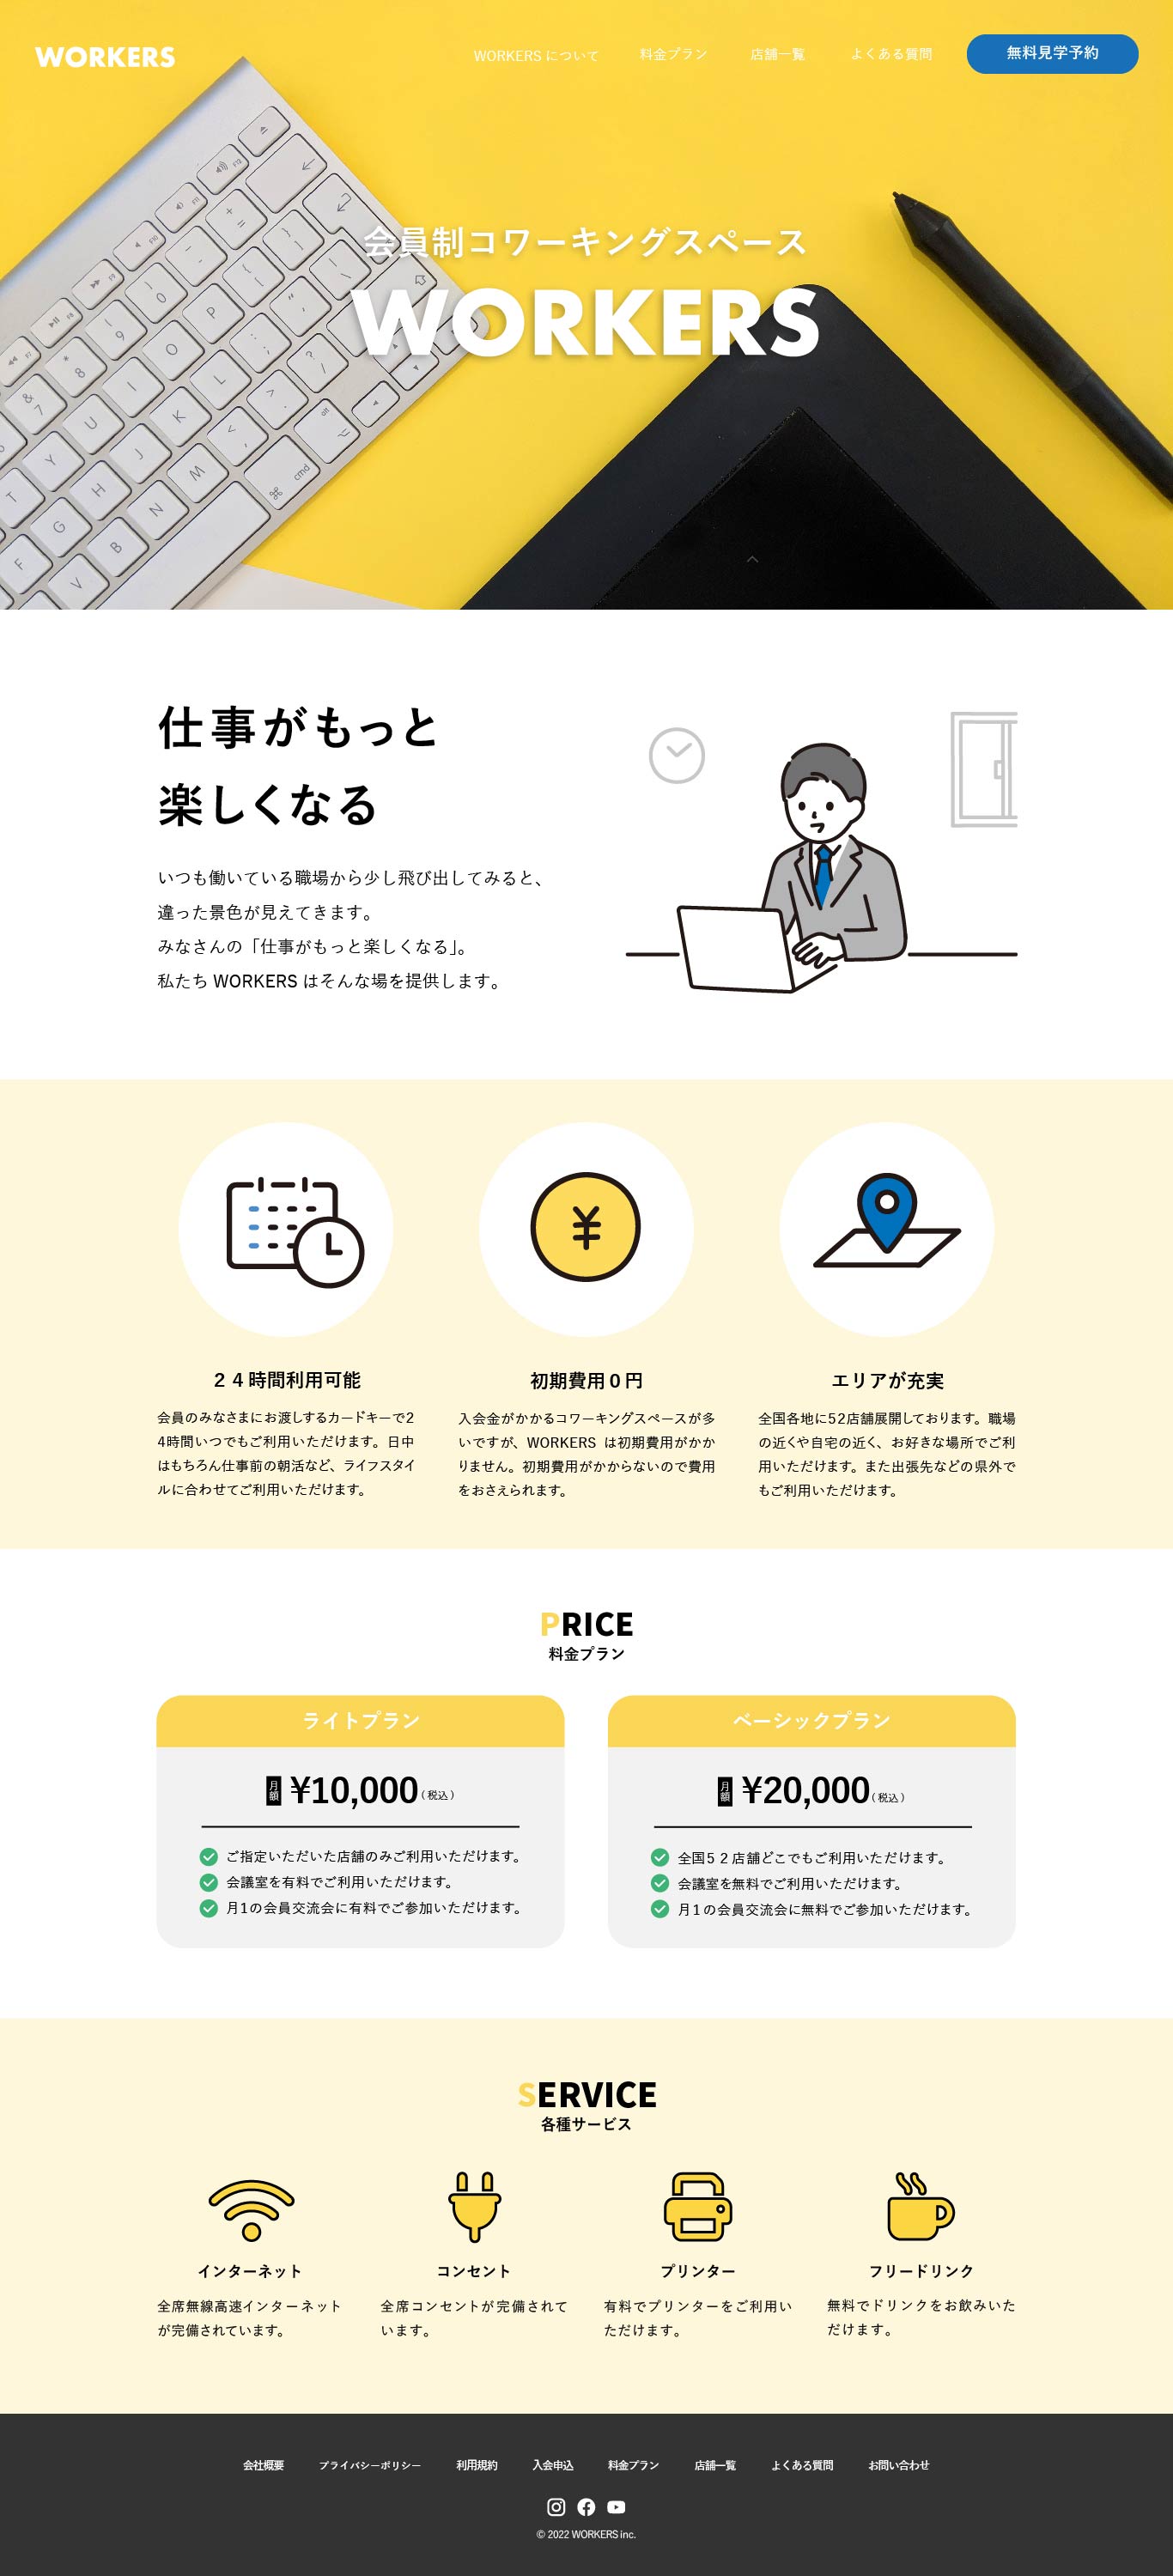 WORKERS
WORKERS について
料金プラン
店舗一覧
よくある質問
無料見学予約
会員制コワーキングスペース
WORKERS
仕事がもっと
楽しくなる
いつも働いている職場から少し飛び出してみると、
違った景色が見えてきます。
みなさんの「仕事がもっと楽しくなる」。
私たち WORKERS はそんな場を提供します。
２４時間利用可能
会員のみなさまにお渡しするカードキーで2
4時間いつでもご利用いただけます。日中
はもちろん仕事前の朝活など、ライフスタイ
ルに合わせてご利用いただけます。
初期費用０円
入会金がかかるコワーキングスペースが多
いですが、WORKERS は初期費用がかか
りません。初期費用がかからないので費用
をおさえられます。
エリアが充実
全国各地に52店舗展開しております。職場
の近くや自宅の近く、お好きな場所でご利
用いただけます。また出張先などの県外で
もご利用いただけます。
PRICE
料金プラン
ライトプラン
月額 ¥10,000（税込）
ご指定いただいた店舗のみご利用いただけます。
会議室を有料でご利用いただけます。
月1の会員交流会に有料でご参加いただけます。
ベーシックプラン
月額 ¥20,000（税込）
全国５２店舗どこでもご利用いただけます。
会議室を無料でご利用いただけます。
月１の会員交流会に無料でご参加いただけます。
SERVICE
各種サービス
インターネット
全席無線高速インターネット
が完備されています。
コンセント
全席コンセントが完備されて
います。
プリンター
有料でプリンターをご利用い
ただけます。
フリードリンク
無料でドリンクをお飲みいた
だけます。
会社概要
プライバシーポリシー
利用規約
入会申込
料金プラン
店舗一覧
よくある質問
お問い合わせ
© 2022 WORKERS inc.